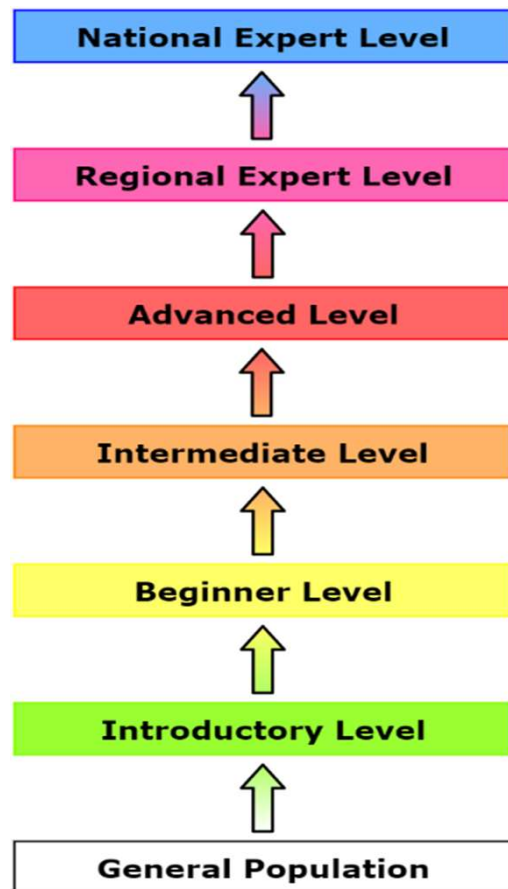 National Expert Level
Regional Expert Level
Advanced Level
Intermediate Level
Beginner Level
Introductory Level
General Population